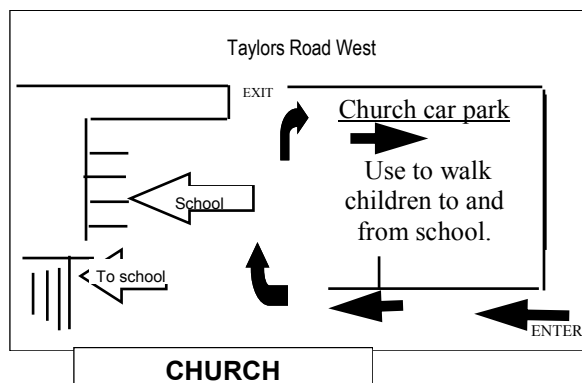 Taylors Road West
EXIT
Church car park
Use to walk
children to and
from school.
School
To school
ENTER
CHURCH